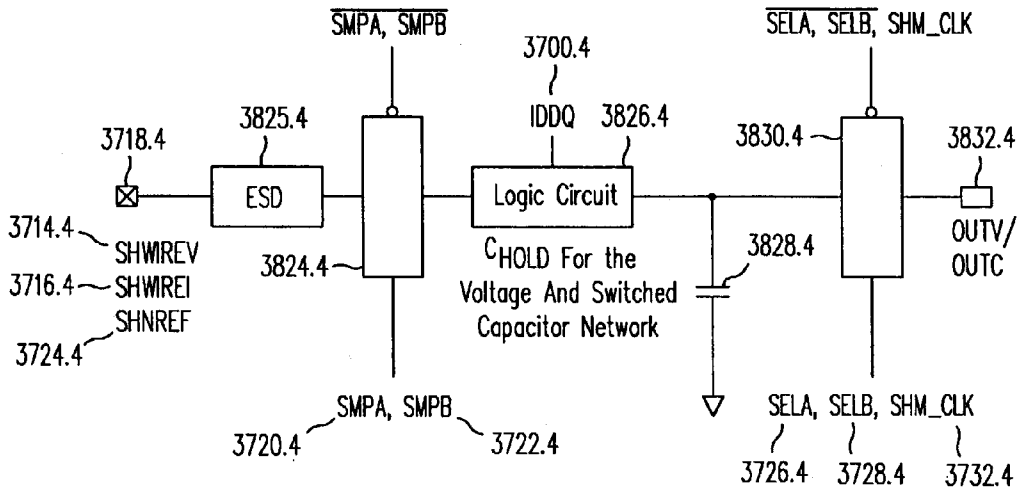 SMPA, SMPB
SELA, SELB, SHM_CLK
3700.4
IDDQ
3825.4
3826.4
3830.4
3832.4
3718.4
ESD
Logic Circuit
3714.4
SHWIREV
3716.4
SHWIREI
SHNREF
3724.4
3824.4
CHOLD For the
Voltage And Switched
Capacitor Network
3828.4
OUTV/
OUTC
SMPA, SMPB
3720.4
3722.4
SELA, SELB, SHM_CLK
3726.4
3728.4
3732.4